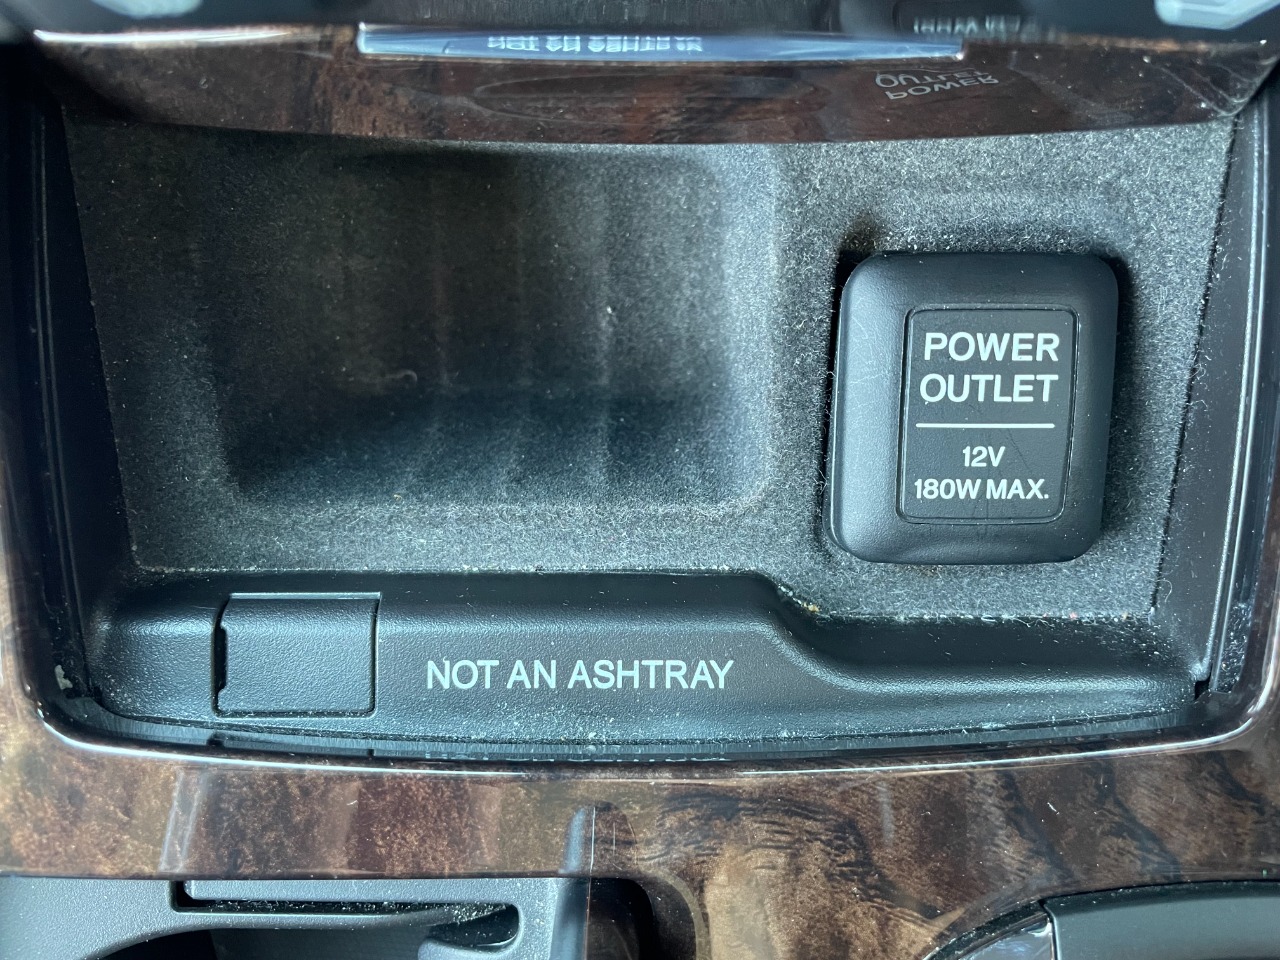 POWER
OUTLET
12V
180W MAX.
NOT AN ASHTRAY